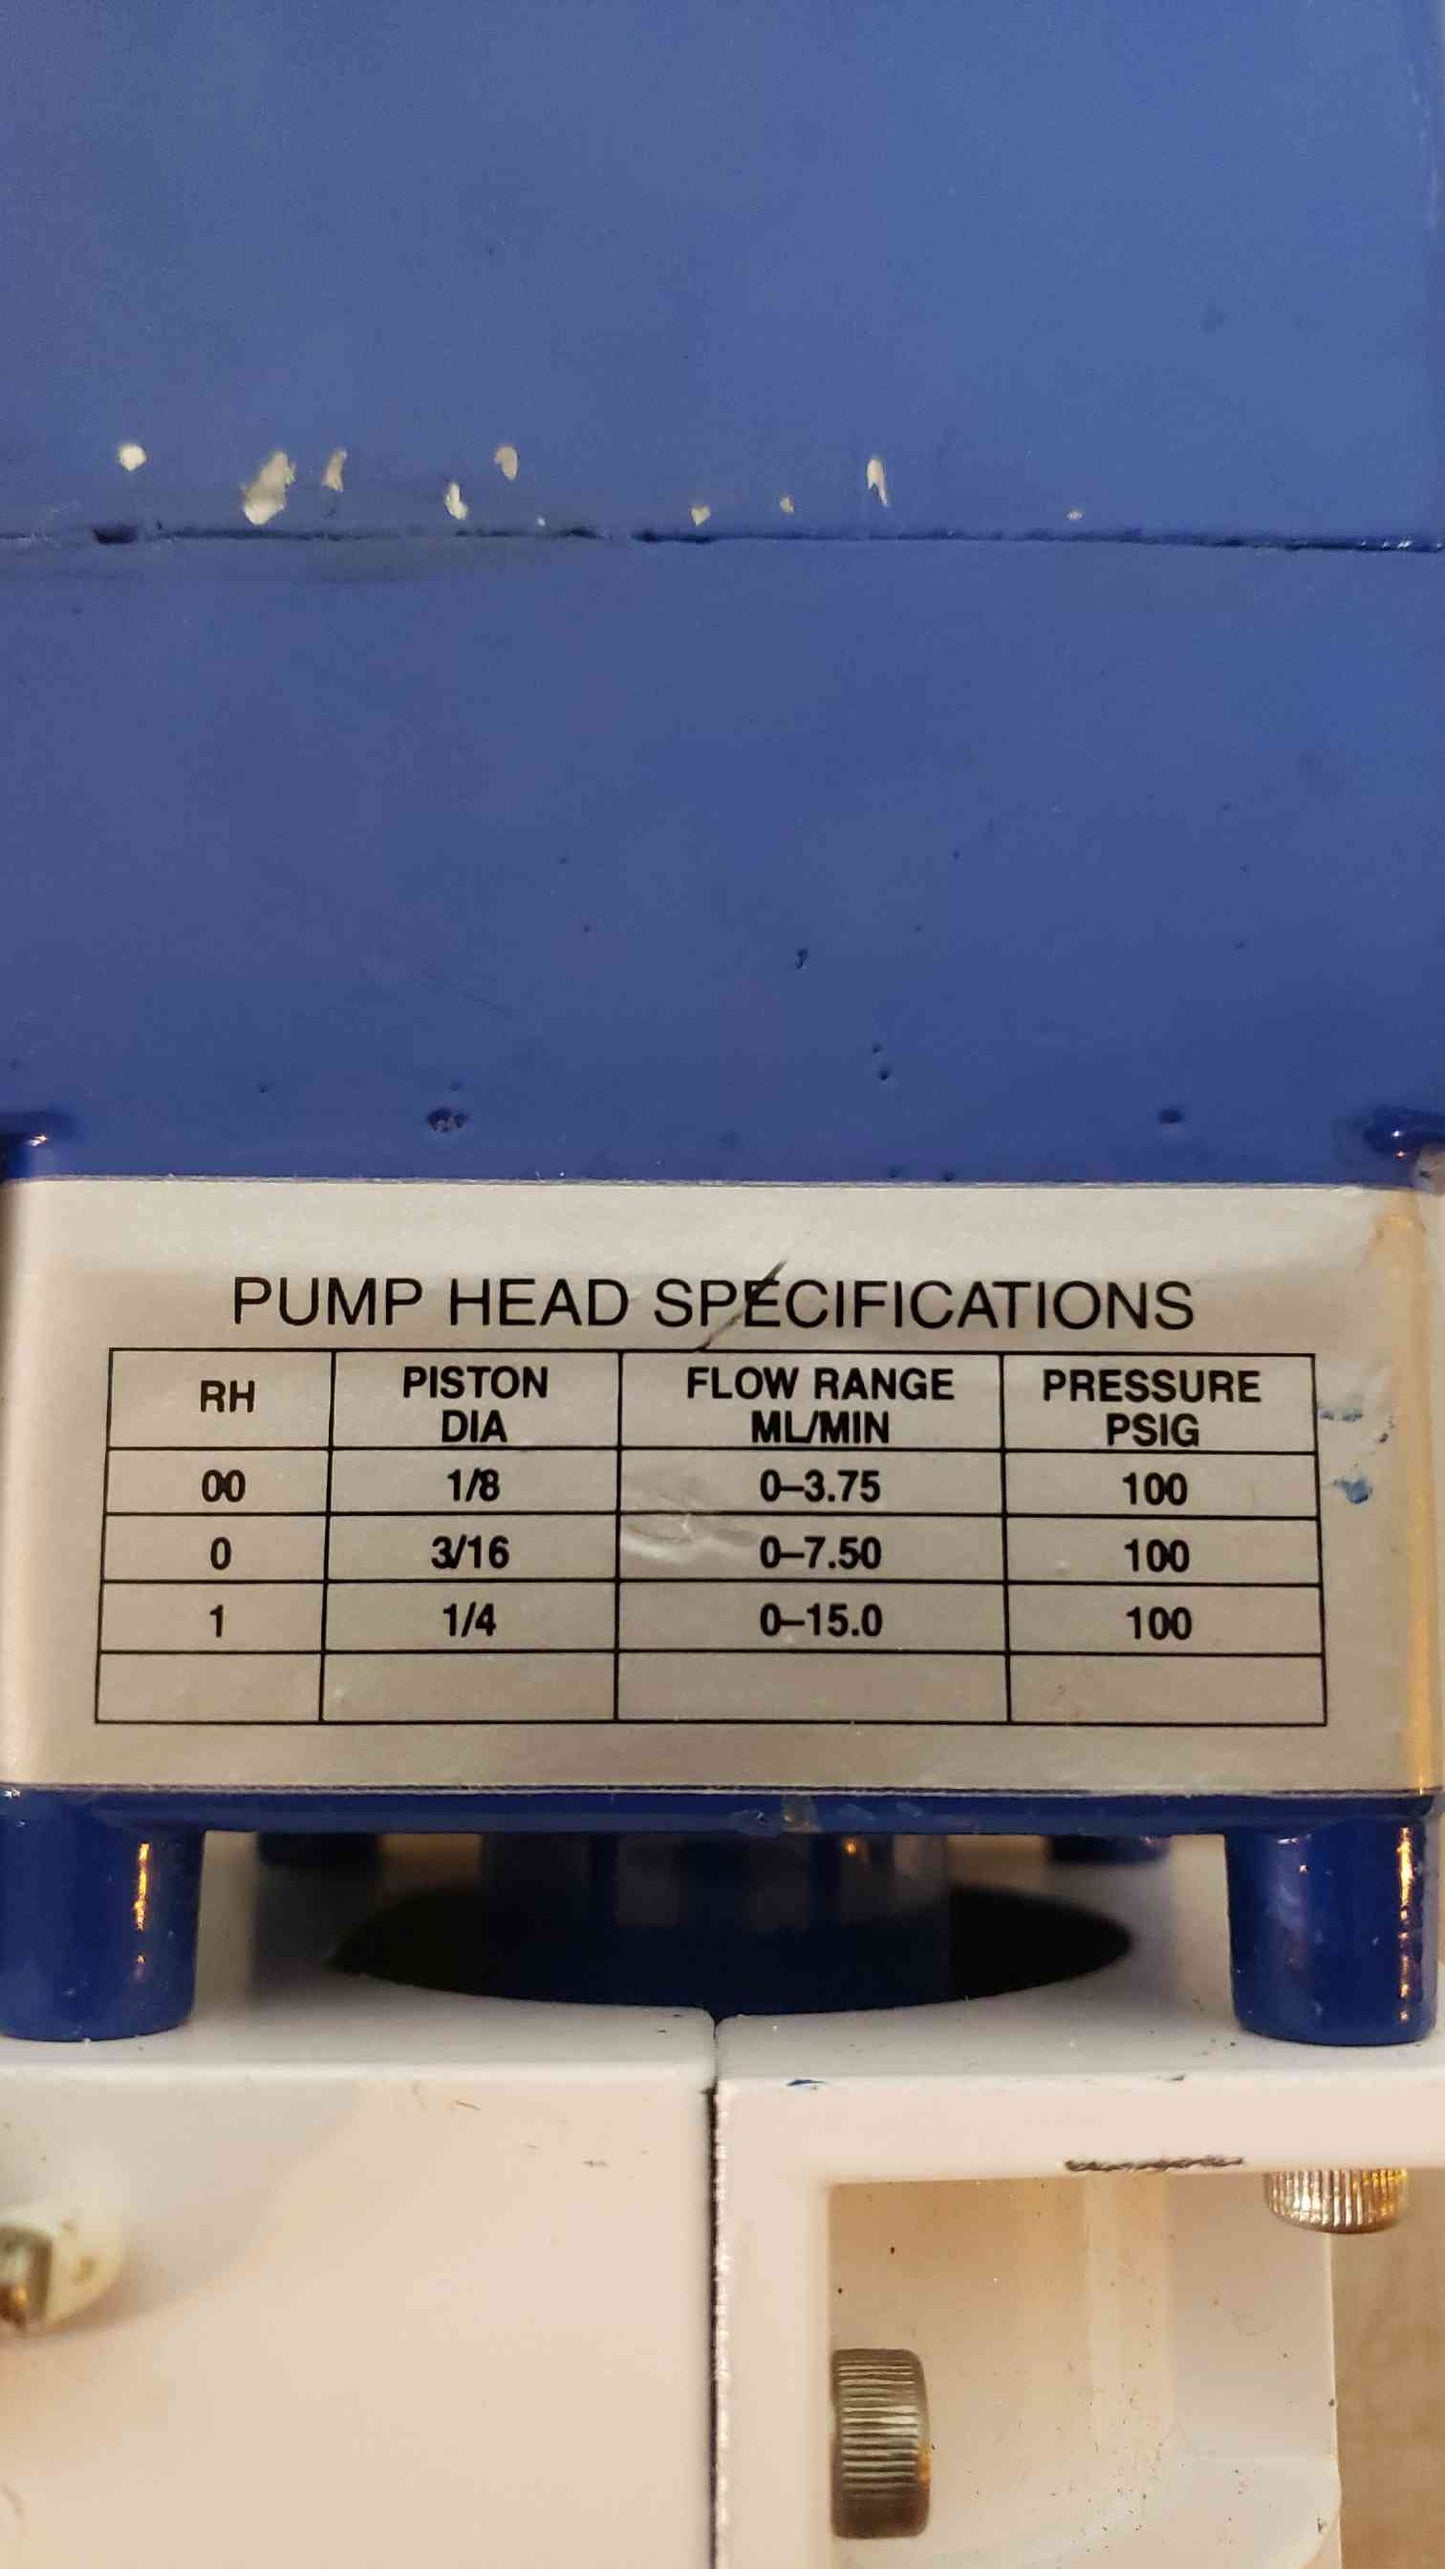 PUMP HEAD SPECIFICATIONS
RH PISTON DIA FLOW RANGE ML/MIN PRESSURE PSIG
00 1/8 0–3.75 100
0 3/16 0–7.50 100
1 1/4 0–15.0 100